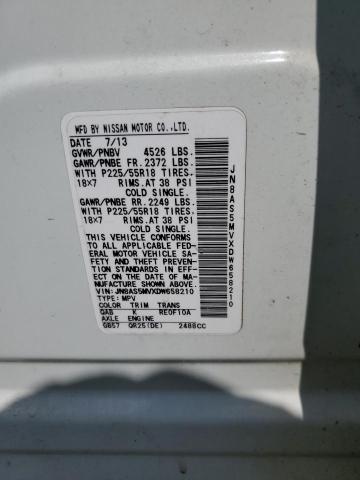 MFD BY NISSAN MOTOR CO.,LTD.
DATE 7/13
GVWR/PNBV 4526 LBS.
GAWR/PNBE FR. 2372 LBS.
WITH P225/55R18 TIRES,
18x7 RIMS.AT 38 PSI
COLD SINGLE.
GAWR/PNBE RR. 2249 LBS.
WITH P225/55R18 TIRES,
18x7 RIMS.AT 38 PSI
COLD SINGLE.
THIS VEHICLE CONFORMS
TO ALL APPLICABLE FED-
ERAL MOTOR VEHICLE SA-
FETY AND THEFT PREVEN-
TION STANDARDS IN EFF-
ECT ON THE DATE OF MA-
NUFACTURE SHOWN ABOVE.
VIN: JN8AS5MVXDW658210
TYPE: MPV
COLOR TRIM TRANS
QAB K RE0F10A
AXLE ENGINE
GB57 QR25(DE) 2488CC
JN8AS5MVXDW658210